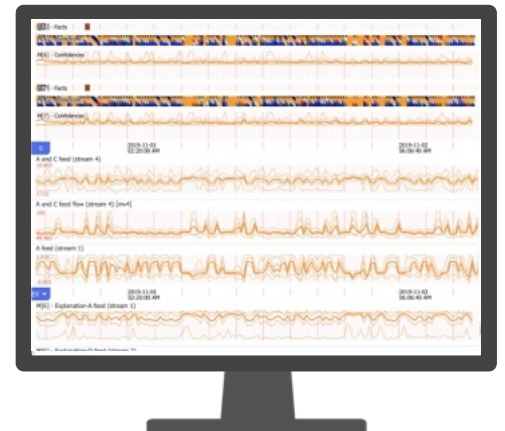 - Facts
M[6] - Confidences
- Facts
M[7] - Confidences
S
2019-11-01 2019-11-02
02:20:00 AM 06:06:40 AM
A and C feed (stream 4)
A and C feed flow (stream 4) [mv4]
A feed (stream 1)
EX
2019-11-01 2019-11-02
02:20:00 AM 06:06:40 AM
M[6] - Explanation-A feed (stream 1)